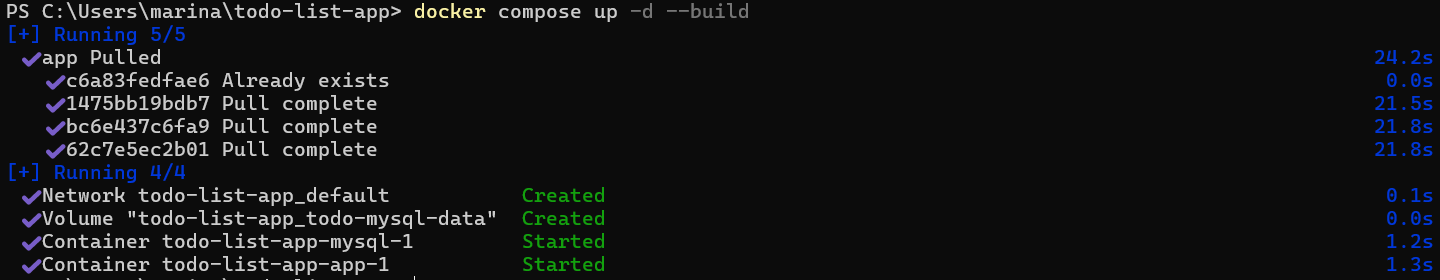 PS C:\Users\marina\todo-list-app> docker compose up -d --build
[+] Running 5/5
✔app Pulled 24.2s
✔c6a83fedfae6 Already exists 0.0s
✔1475bb19bdb7 Pull complete 21.5s
✔bc6e437c6fa9 Pull complete 21.8s
✔62c7e5ec2b01 Pull complete 21.8s
[+] Running 4/4
✔Network todo-list-app_default Created 0.1s
✔Volume "todo-list-app_todo-mysql-data" Created 0.0s
✔Container todo-list-app-mysql-1 Started 1.2s
✔Container todo-list-app-app-1 Started 1.3s